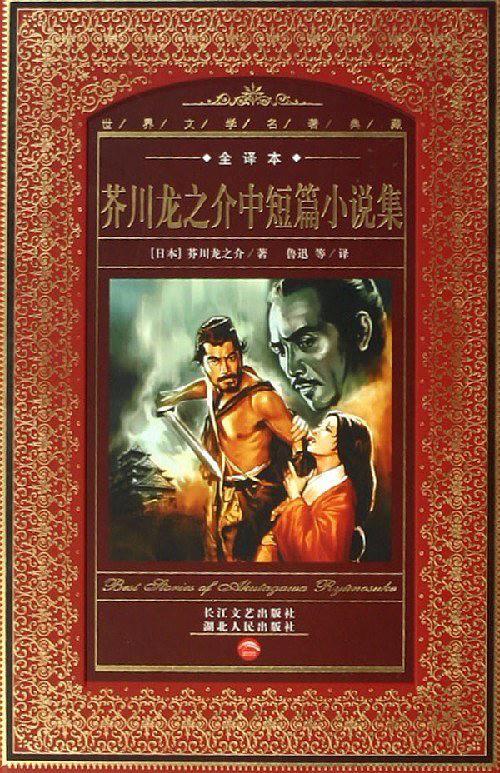 世/界/文/学/名/著/典/藏
全译本
芥川龙之介中短篇小说集
[日本] 芥川龙之介/著 鲁迅 等/译
Best Stories of Akutagawa Ryūnosuke
长江文艺出版社
湖北人民出版社